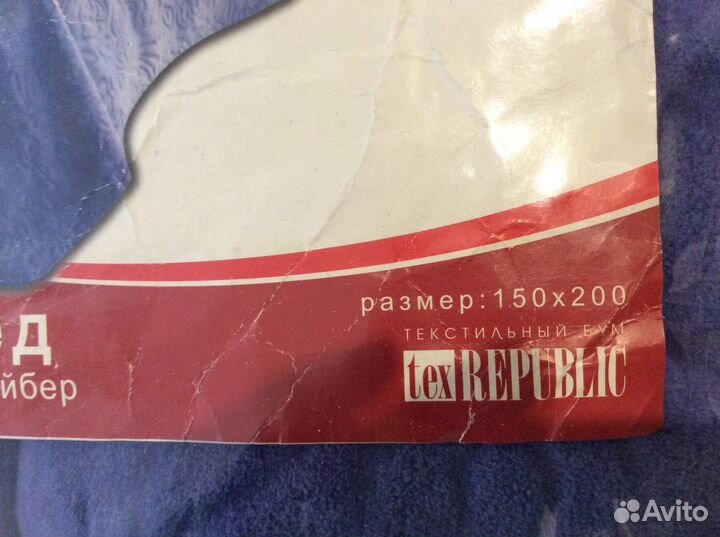 размер:150x200
ТЕКСТИЛЬНЫЙ БУМ
tex REPUBLIC
Avito